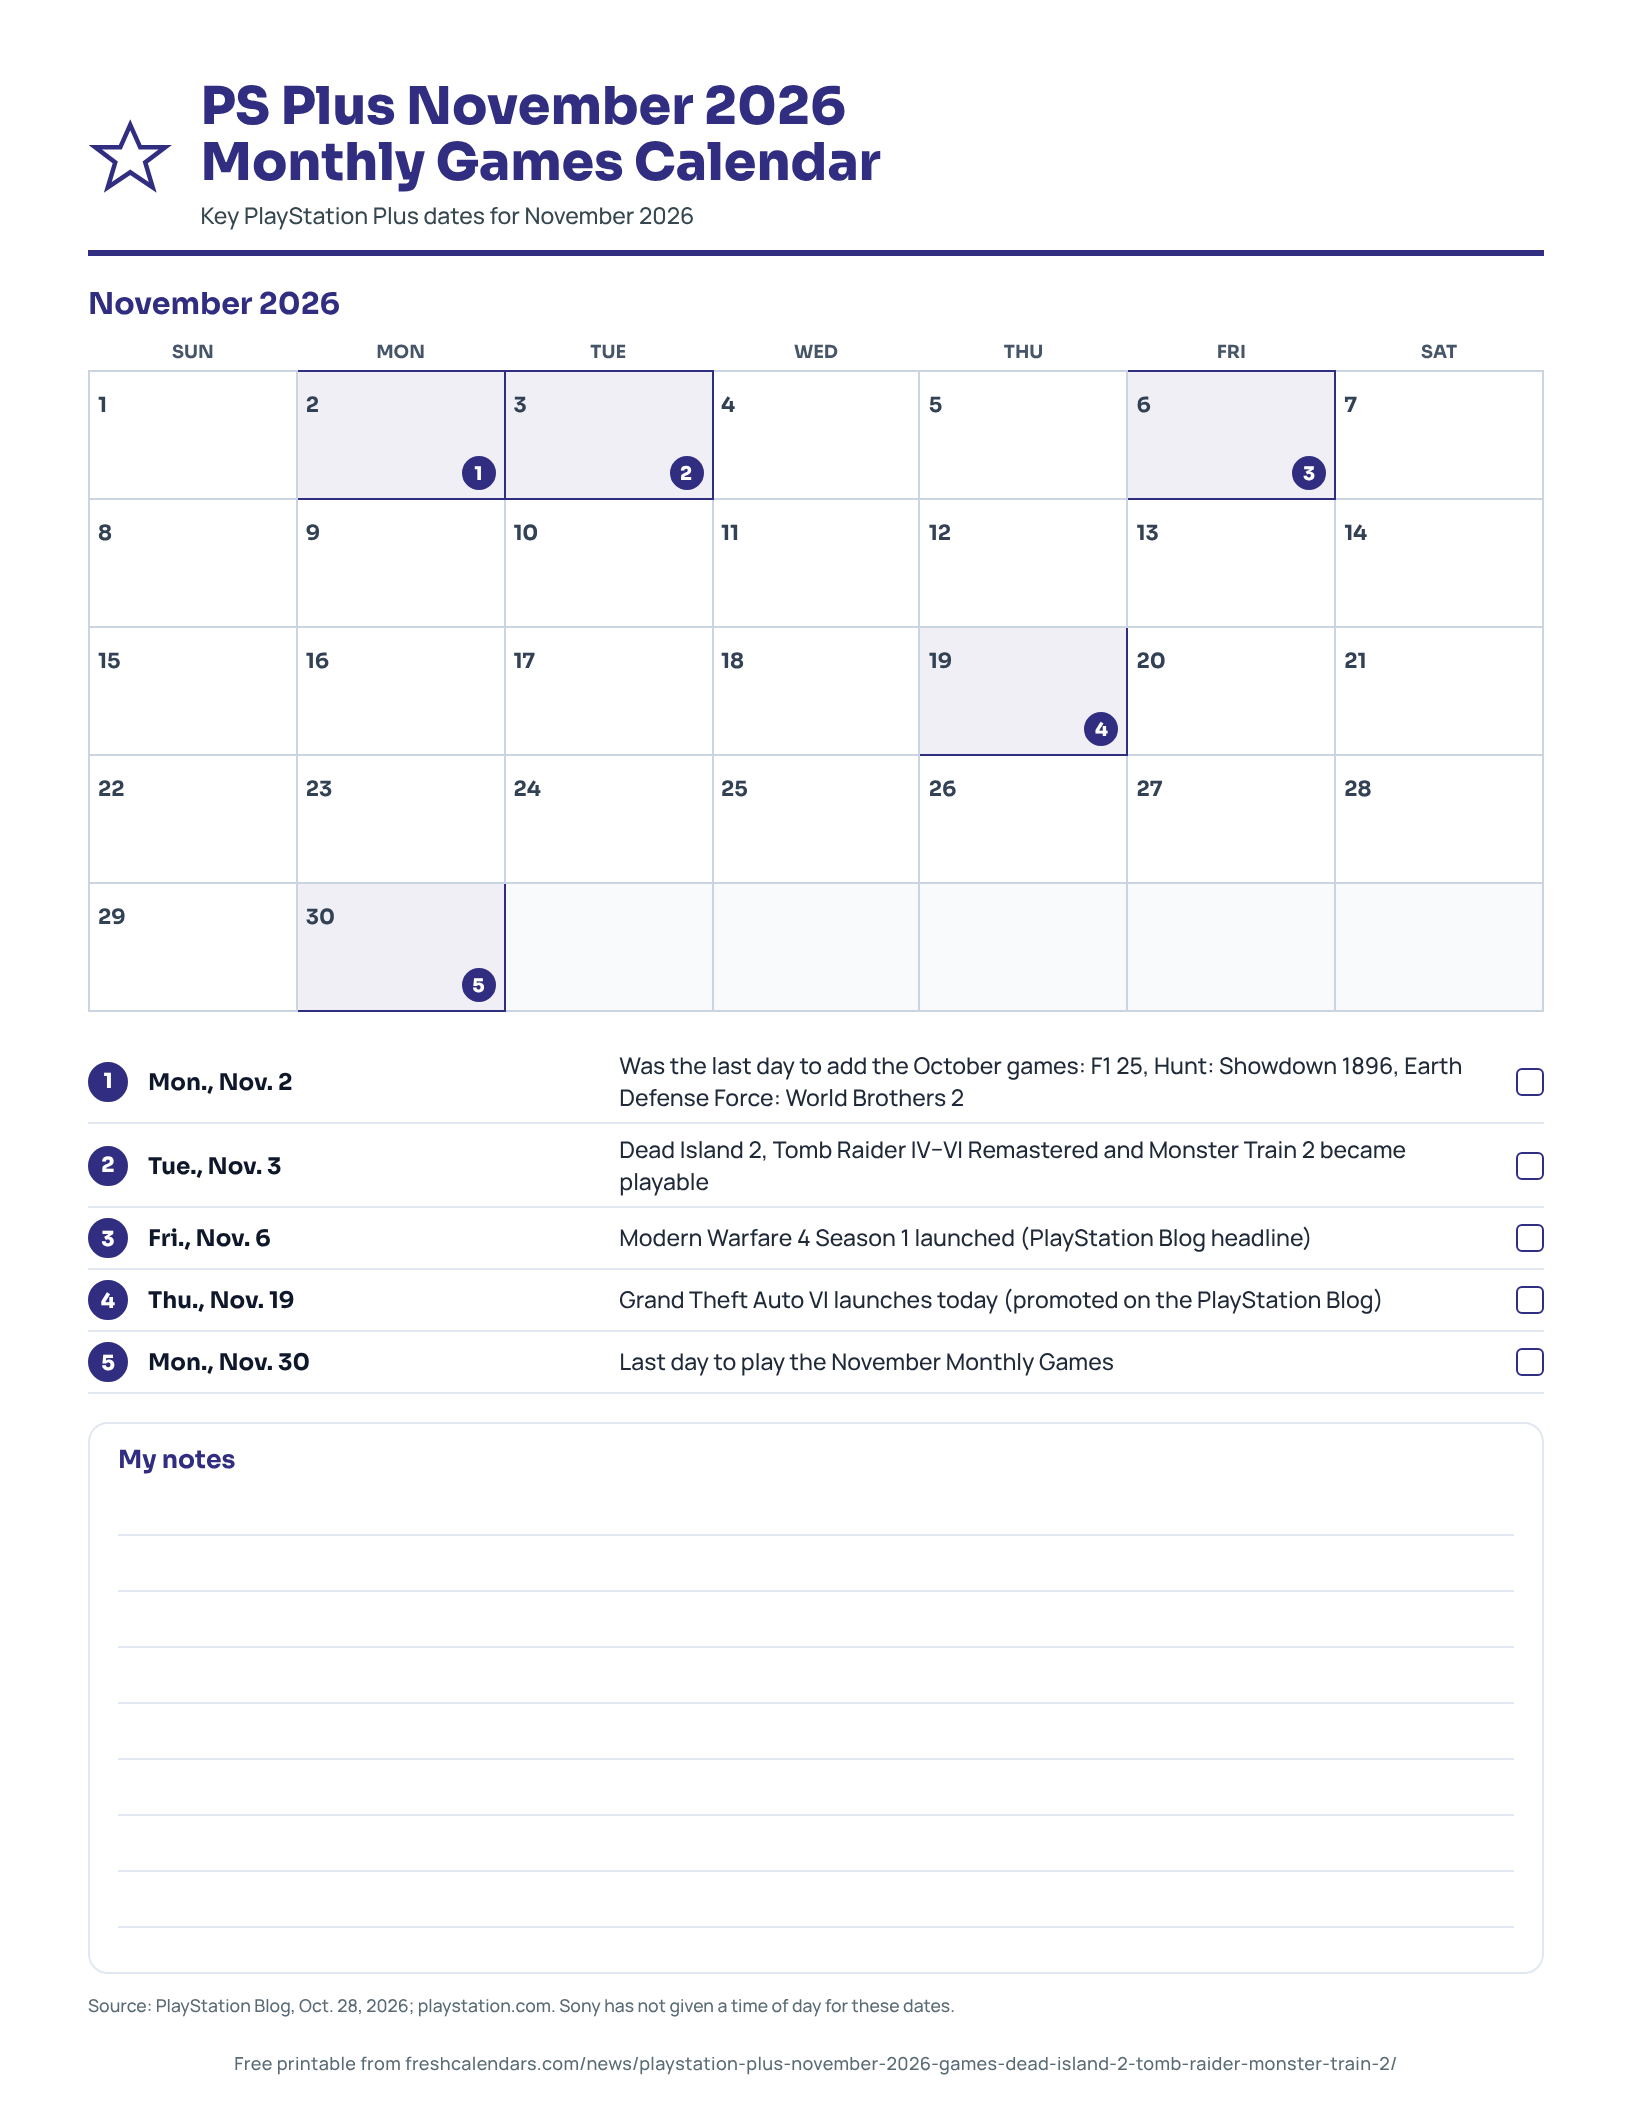 PS Plus November 2026
Monthly Games Calendar
Key PlayStation Plus dates for November 2026
November 2026
SUN MON TUE WED THU FRI SAT
1 2 3 4 5 6 7
1 2 3
8 9 10 11 12 13 14
15 16 17 18 19 20 21
4
22 23 24 25 26 27 28
29 30
5
1 Mon., Nov. 2 Was the last day to add the October games: F1 25, Hunt: Showdown 1896, Earth
Defense Force: World Brothers 2
2 Tue., Nov. 3 Dead Island 2, Tomb Raider IV–VI Remastered and Monster Train 2 became
playable
3 Fri., Nov. 6 Modern Warfare 4 Season 1 launched (PlayStation Blog headline)
4 Thu., Nov. 19 Grand Theft Auto VI launches today (promoted on the PlayStation Blog)
5 Mon., Nov. 30 Last day to play the November Monthly Games
My notes
Source: PlayStation Blog, Oct. 28, 2026; playstation.com. Sony has not given a time of day for these dates.
Free printable from freshcalendars.com/news/playstation-plus-november-2026-games-dead-island-2-tomb-raider-monster-train-2/